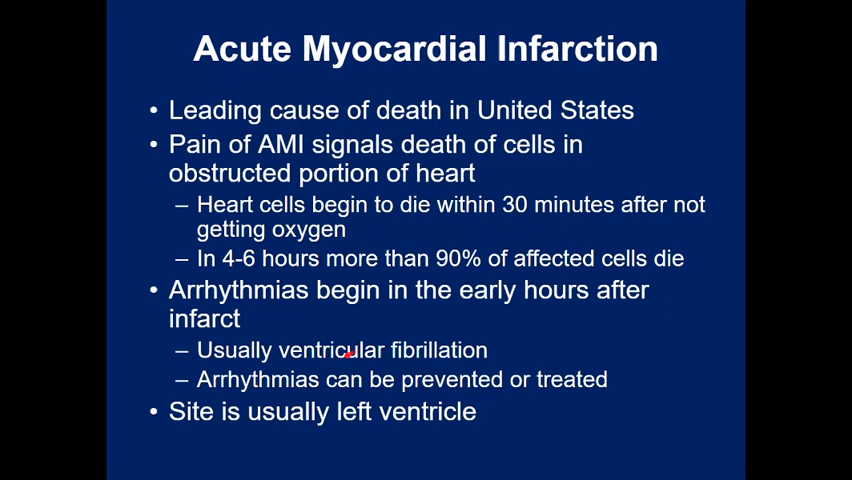 Acute Myocardial Infarction
• Leading cause of death in United States
• Pain of AMI signals death of cells in
obstructed portion of heart
– Heart cells begin to die within 30 minutes after not
getting oxygen
– In 4-6 hours more than 90% of affected cells die
• Arrhythmias begin in the early hours after
infarct
– Usually ventricular fibrillation
– Arrhythmias can be prevented or treated
• Site is usually left ventricle